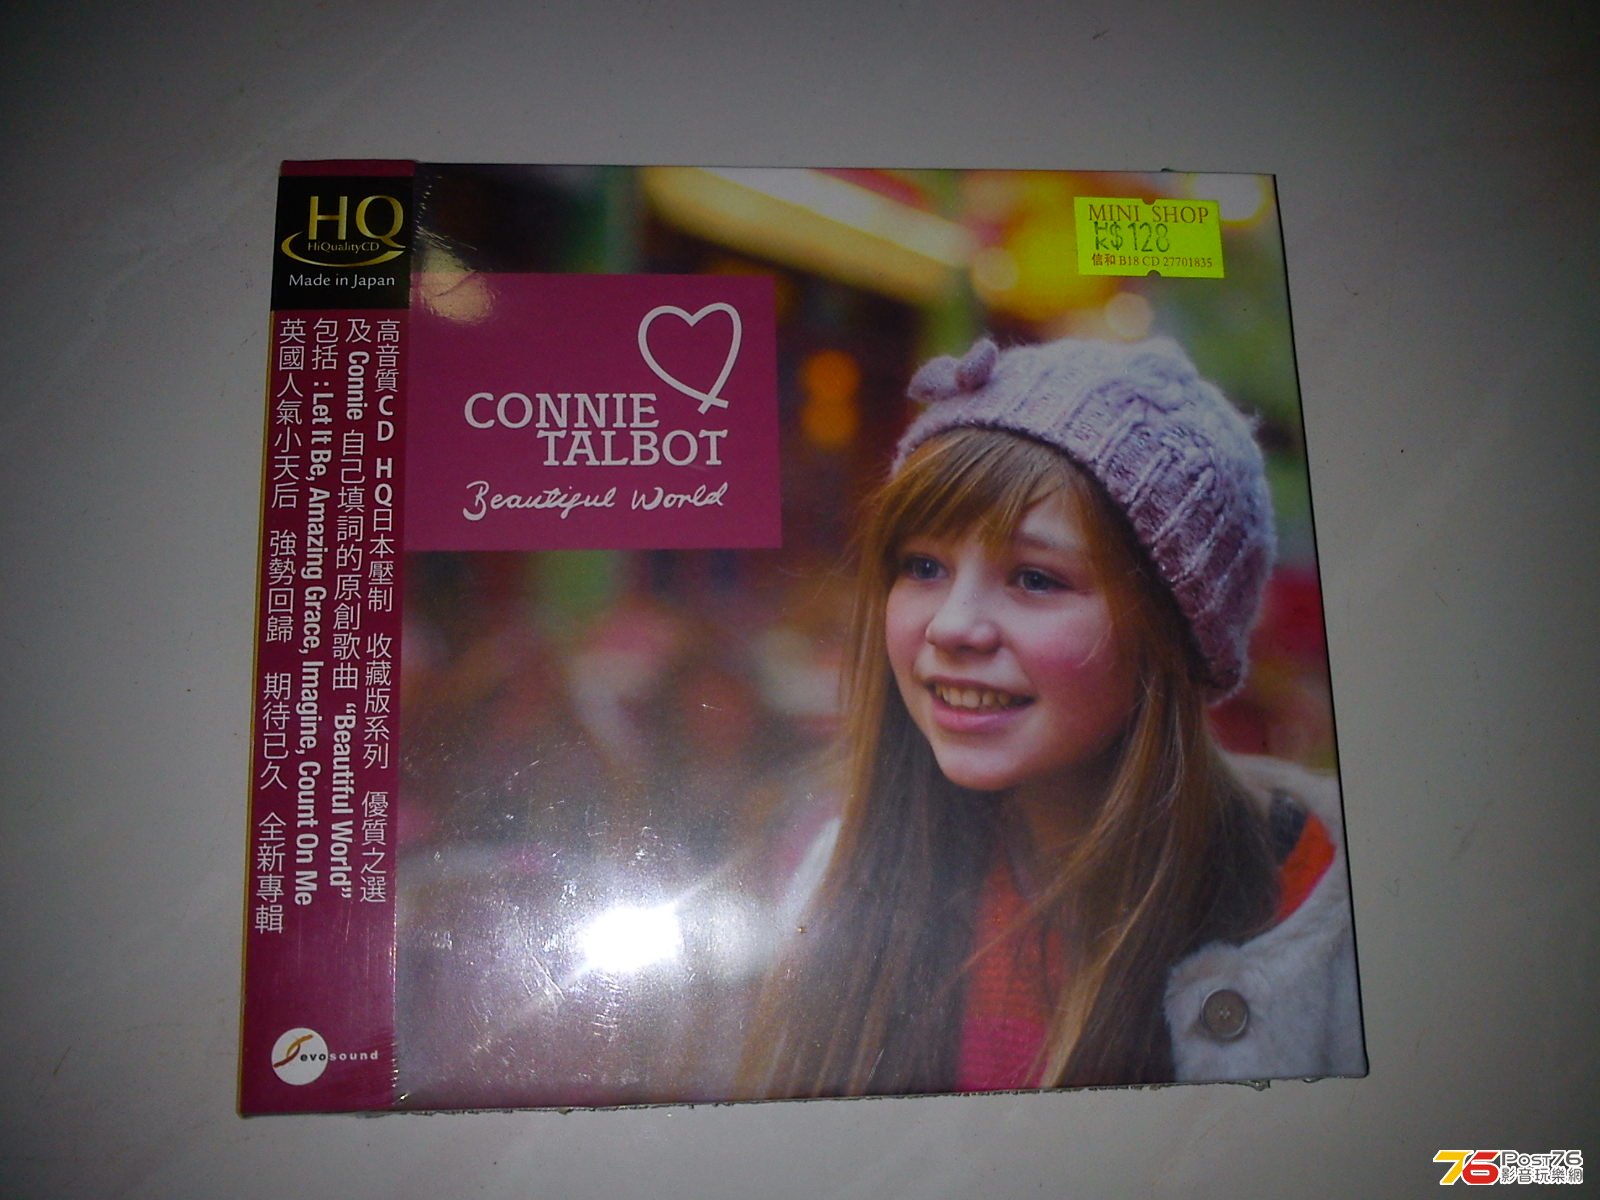 HQ
HiQualityCD
Made in Japan
高音質CD HQ日本壓制 收藏版系列 優質之選
及 Connie 自己填詞的原創歌曲 “Beautiful World”
包括 : Let It Be, Amazing Grace, Imagine, Count On Me
英國人氣小天后 強勢回歸 期待已久 全新專輯
evosound
CONNIE
TALBOT
Beautiful World
MINI SHOP
HK$128
信和 B18 CD 27701835
76 Post76
影音玩樂網